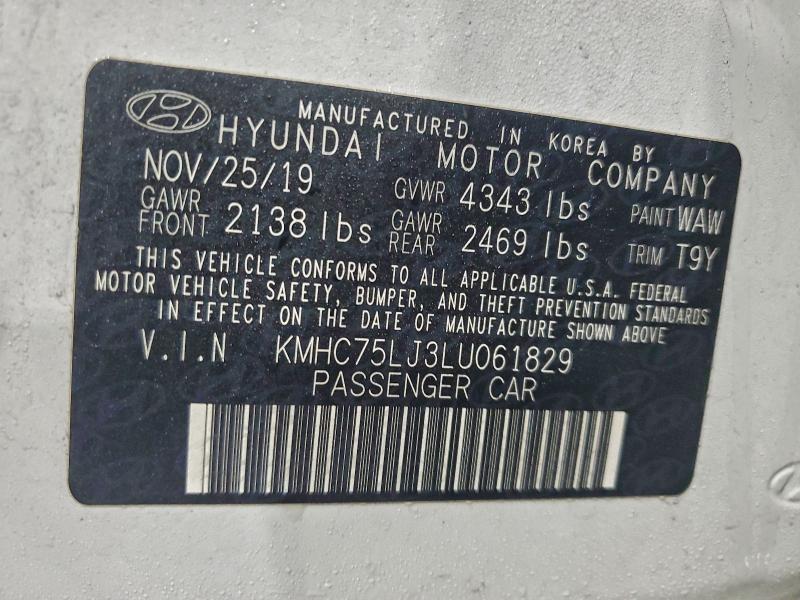 MANUFACTURED IN KOREA BY
HYUNDAI MOTOR COMPANY
NOV/25/19 GVWR 4343 lbs PAINT WAW
GAWR FRONT 2138 lbs GAWR REAR 2469 lbs TRIM T9Y
THIS VEHICLE CONFORMS TO ALL APPLICABLE U.S.A. FEDERAL
MOTOR VEHICLE SAFETY, BUMPER, AND THEFT PREVENTION STANDARDS
IN EFFECT ON THE DATE OF MANUFACTURE SHOWN ABOVE
V.I.N KMHC75LJ3LU061829
PASSENGER CAR